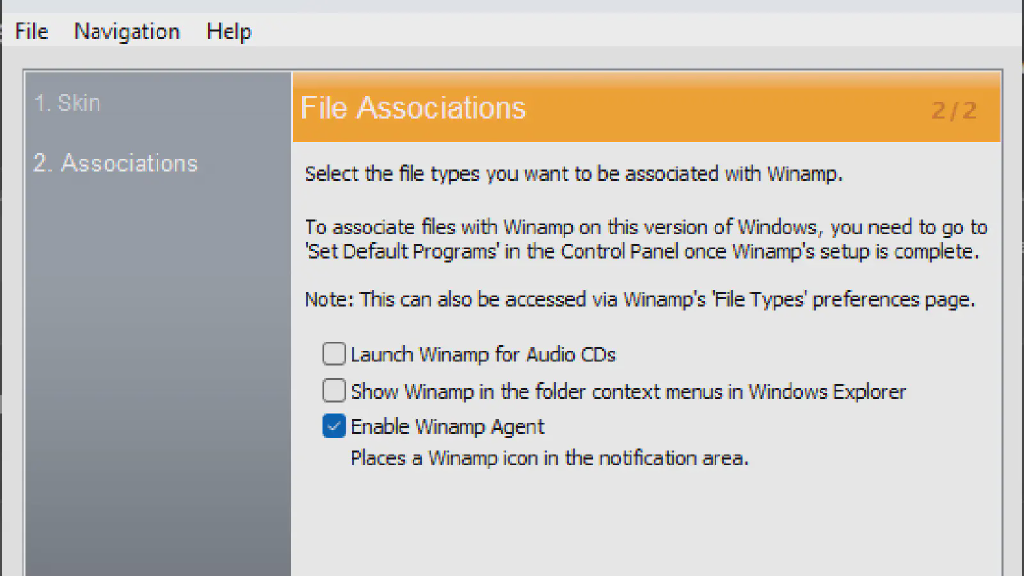 File Navigation Help
1. Skin
2. Associations
File Associations 2/2
Select the file types you want to be associated with Winamp.
To associate files with Winamp on this version of Windows, you need to go to
'Set Default Programs' in the Control Panel once Winamp's setup is complete.
Note: This can also be accessed via Winamp's 'File Types' preferences page.
Launch Winamp for Audio CDs
Show Winamp in the folder context menus in Windows Explorer
Enable Winamp Agent
Places a Winamp icon in the notification area.